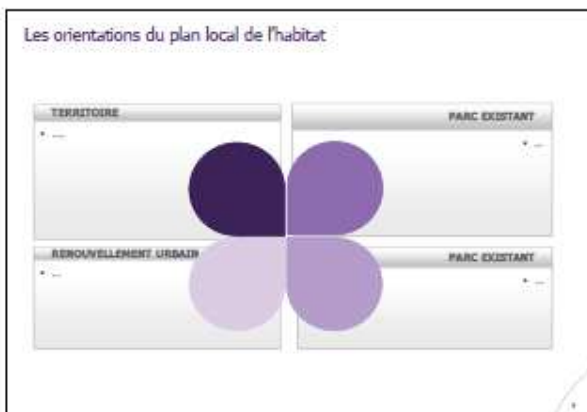 Les orientations du plan local de l'habitat
TERRITOIRE
• ...
PARC EXISTANT
• ...
RENOUVELLEMENT URBAIN
• ...
PARC EXISTANT
• ...